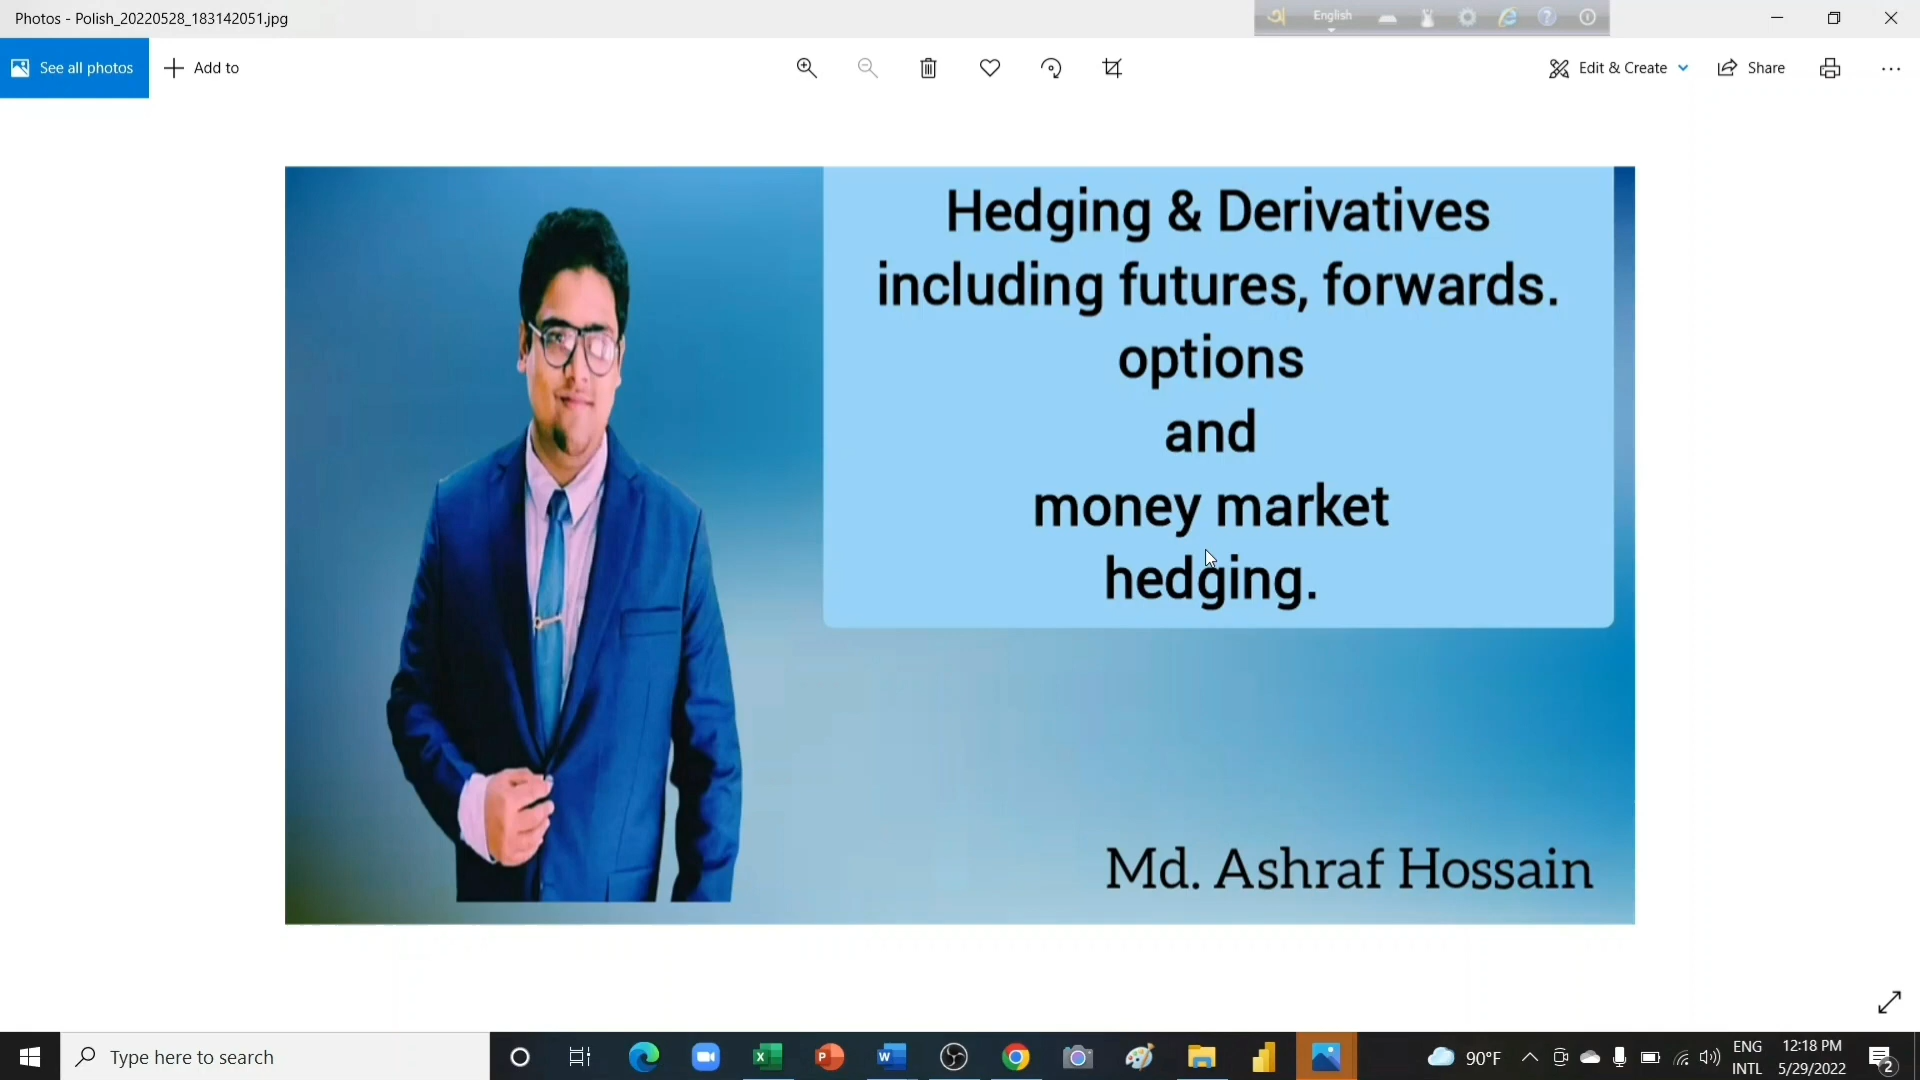 Photos - Polish_20220528_183142051.jpg
English
See all photos
Add to
Edit & Create
Share
Hedging & Derivatives
including futures, forwards.
options
and
money market
hedging.
Md. Ashraf Hossain
Type here to search
90°F
ENG
INTL
12:18 PM
5/29/2022
2